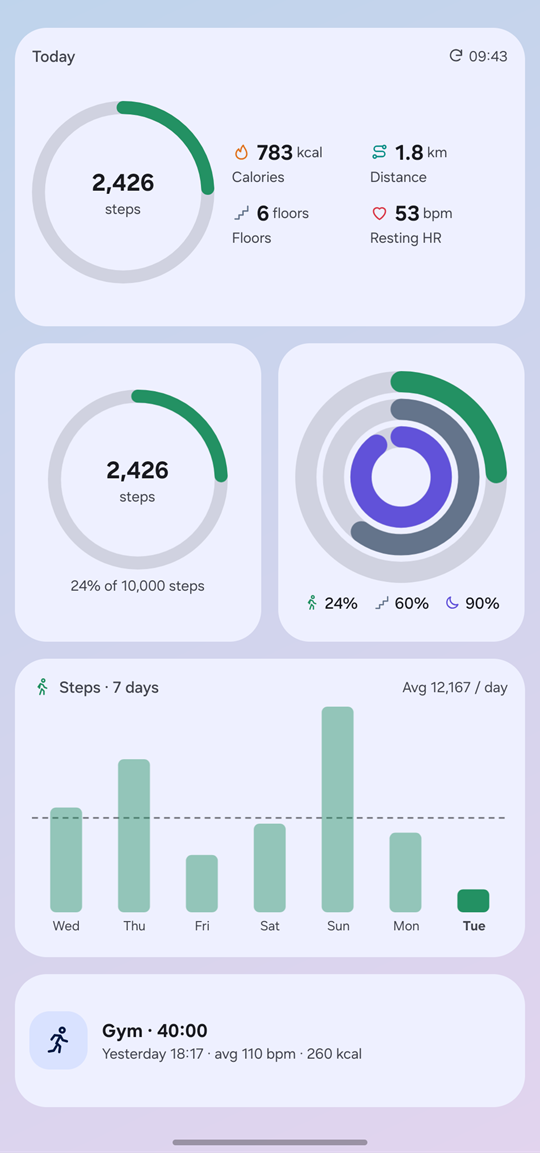 Today
09:43
2,426
steps
783 kcal
Calories
1.8 km
Distance
6 floors
Floors
53 bpm
Resting HR
2,426
steps
24% of 10,000 steps
24% 60% 90%
Steps · 7 days
Avg 12,167 / day
Wed Thu Fri Sat Sun Mon Tue
Gym · 40:00
Yesterday 18:17 · avg 110 bpm · 260 kcal